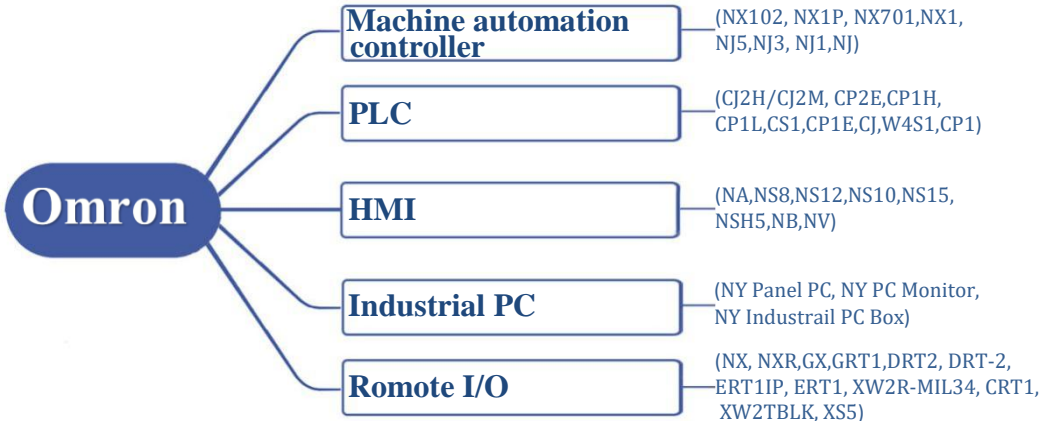 Omron
Machine automation
controller
(NX102, NX1P, NX701,NX1,
NJ5,NJ3, NJ1,NJ)
PLC
(CJ2H/CJ2M, CP2E,CP1H,
CP1L,CS1,CP1E,CJ,W4S1,CP1)
HMI
(NA,NS8,NS12,NS10,NS15,
NSH5,NB,NV)
Industrial PC
(NY Panel PC, NY PC Monitor,
NY Industrail PC Box)
Romote I/O
(NX, NXR,GX,GRT1,DRT2, DRT-2,
ERT1IP, ERT1, XW2R-MIL34, CRT1,
XW2TBLK, XS5)